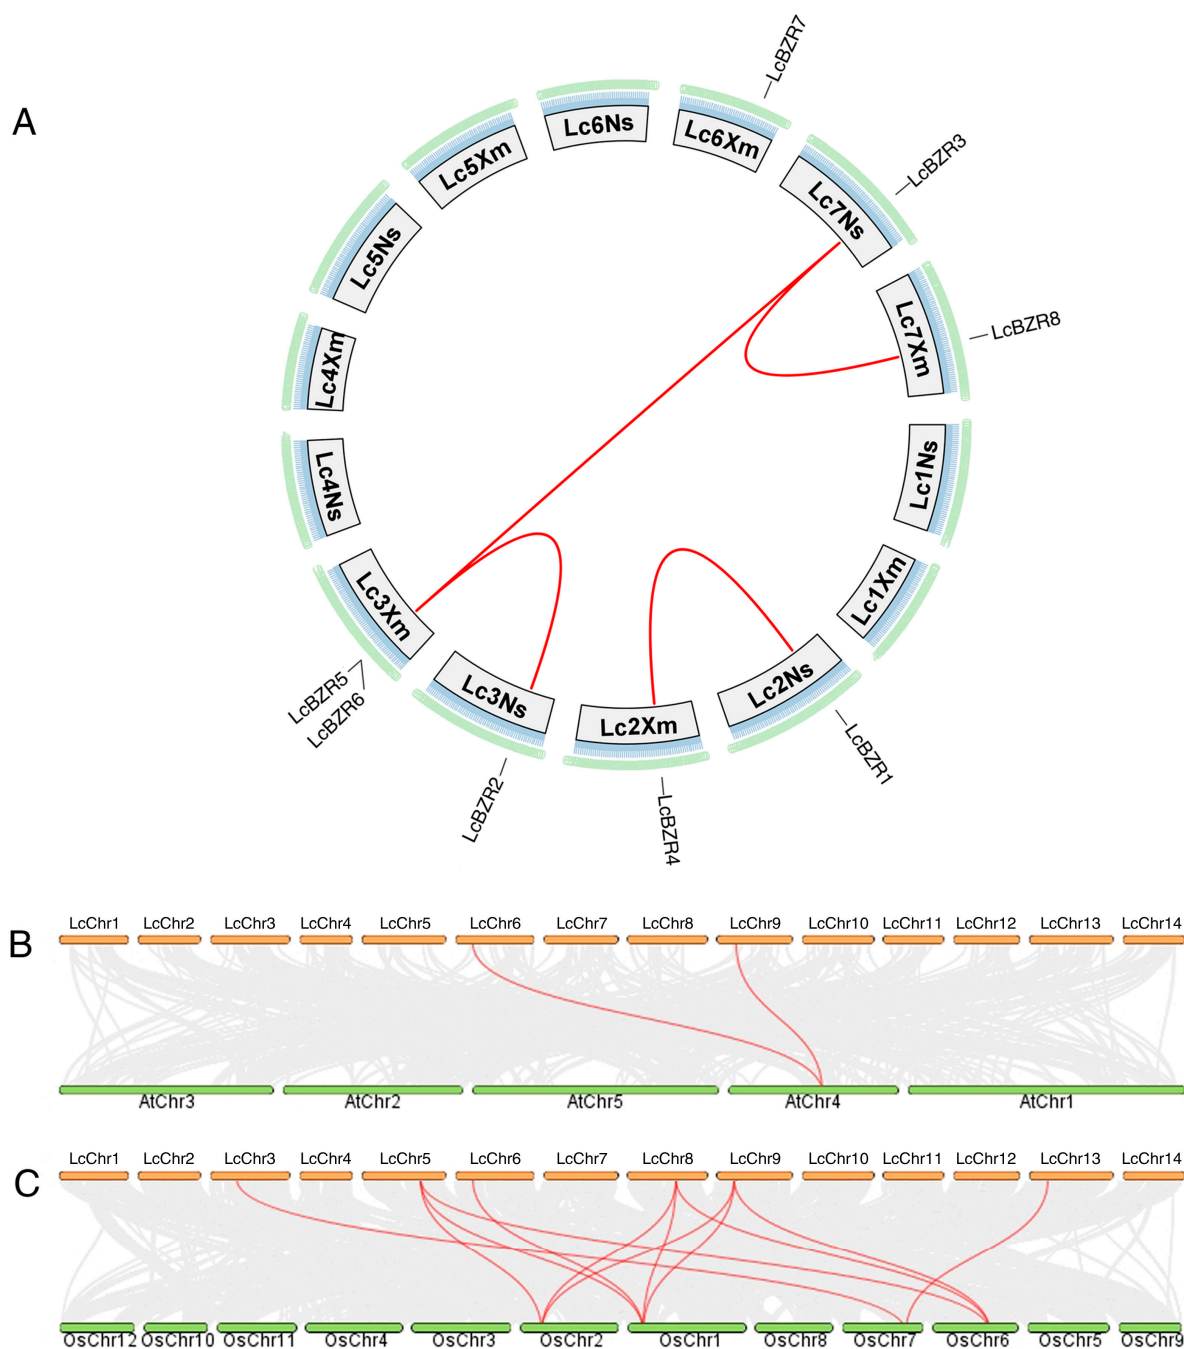 A
LcBZR7
LcBZR3
LcBZR8
Lc6Ns
Lc6Xm
Lc5Xm
Lc7Ns
Lc5Ns
Lc7Xm
Lc4Xm
Lc1Ns
Lc4Ns
Lc1Xm
Lc3Xm
Lc2Ns
Lc3Ns
Lc2Xm
LcBZR5
LcBZR6
LcBZR1
LcBZR2
LcBZR4
B
LcChr1 LcChr2 LcChr3 LcChr4 LcChr5 LcChr6 LcChr7 LcChr8 LcChr9 LcChr10 LcChr11 LcChr12 LcChr13 LcChr14
AtChr3 AtChr2 AtChr5 AtChr4 AtChr1
C
LcChr1 LcChr2 LcChr3 LcChr4 LcChr5 LcChr6 LcChr7 LcChr8 LcChr9 LcChr10 LcChr11 LcChr12 LcChr13 LcChr14
OsChr12 OsChr10 OsChr11 OsChr4 OsChr3 OsChr2 OsChr1 OsChr8 OsChr7 OsChr6 OsChr5 OsChr9